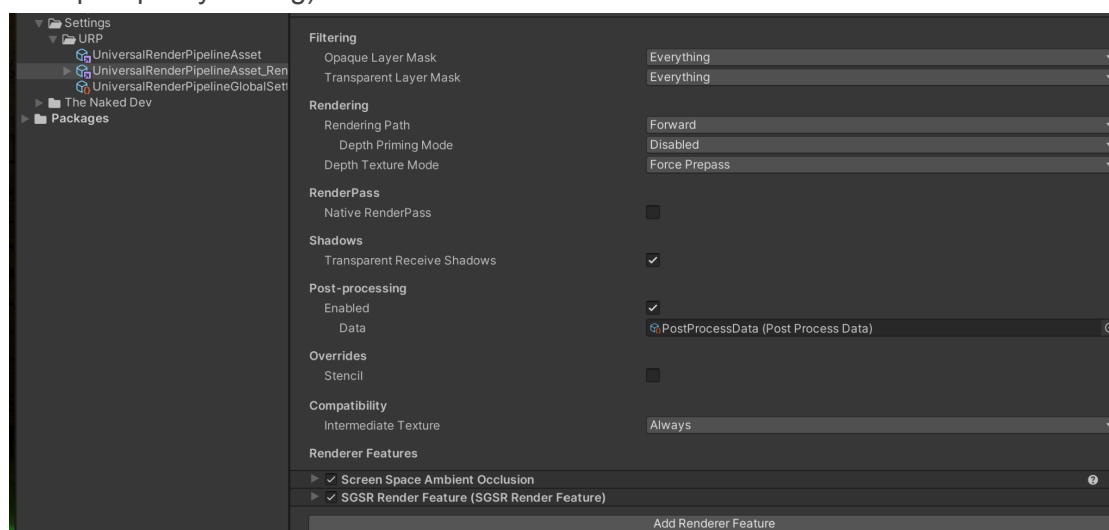 Settings
URP
UniversalRenderPipelineAsset
UniversalRenderPipelineAsset_Ren
UniversalRenderPipelineGlobalSett
The Naked Dev
Packages
Filtering
Opaque Layer Mask Everything
Transparent Layer Mask Everything
Rendering
Rendering Path Forward
Depth Priming Mode Disabled
Depth Texture Mode Force Prepass
RenderPass
Native RenderPass
Shadows
Transparent Receive Shadows
Post-processing
Enabled
Data PostProcessData (Post Process Data)
Overrides
Stencil
Compatibility
Intermediate Texture Always
Renderer Features
Screen Space Ambient Occlusion
SGSR Render Feature (SGSR Render Feature)
Add Renderer Feature